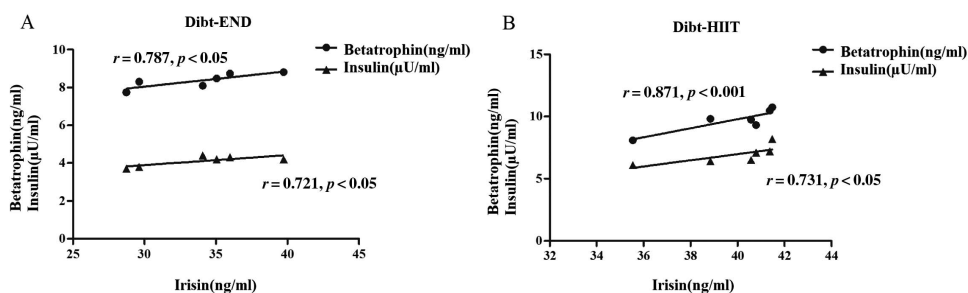 A
Dibt-END
Betatrophin(ng/ml)
Insulin(µU/ml)
r = 0.787, p < 0.05
r = 0.721, p < 0.05
Betatrophin(ng/ml)
Insulin(µU/ml)
10
8
6
4
2
0
25
30
35
40
45
Irisin(ng/ml)
B
Dibt-HIIT
Betatrophin(ng/ml)
Insulin(µU/ml)
r = 0.871, p < 0.001
r = 0.731, p < 0.05
Betatrophin(ng/ml)
Insulin(µU/ml)
15
10
5
0
32
34
36
38
40
42
44
Irisin(ng/ml)